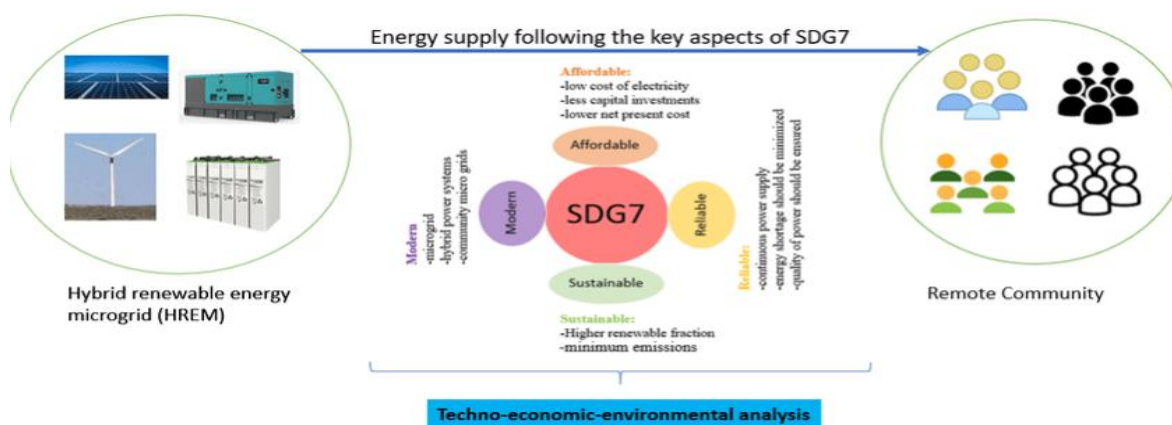 Energy supply following the key aspects of SDG7
Affordable:
-low cost of electricity
-less capital investments
-lower net present cost
Affordable
Modern
-microgrid
-hybrid power systems
-community micro grids
Modern
SDG7
Reliable
Reliable:
-continuous power supply
-energy shortage should be minimized
-quality of power should be ensured
Sustainable
Sustainable:
-Higher renewable fraction
-minimum emissions
Hybrid renewable energy
microgrid (HREM)
Remote Community
Techno-economic-environmental analysis